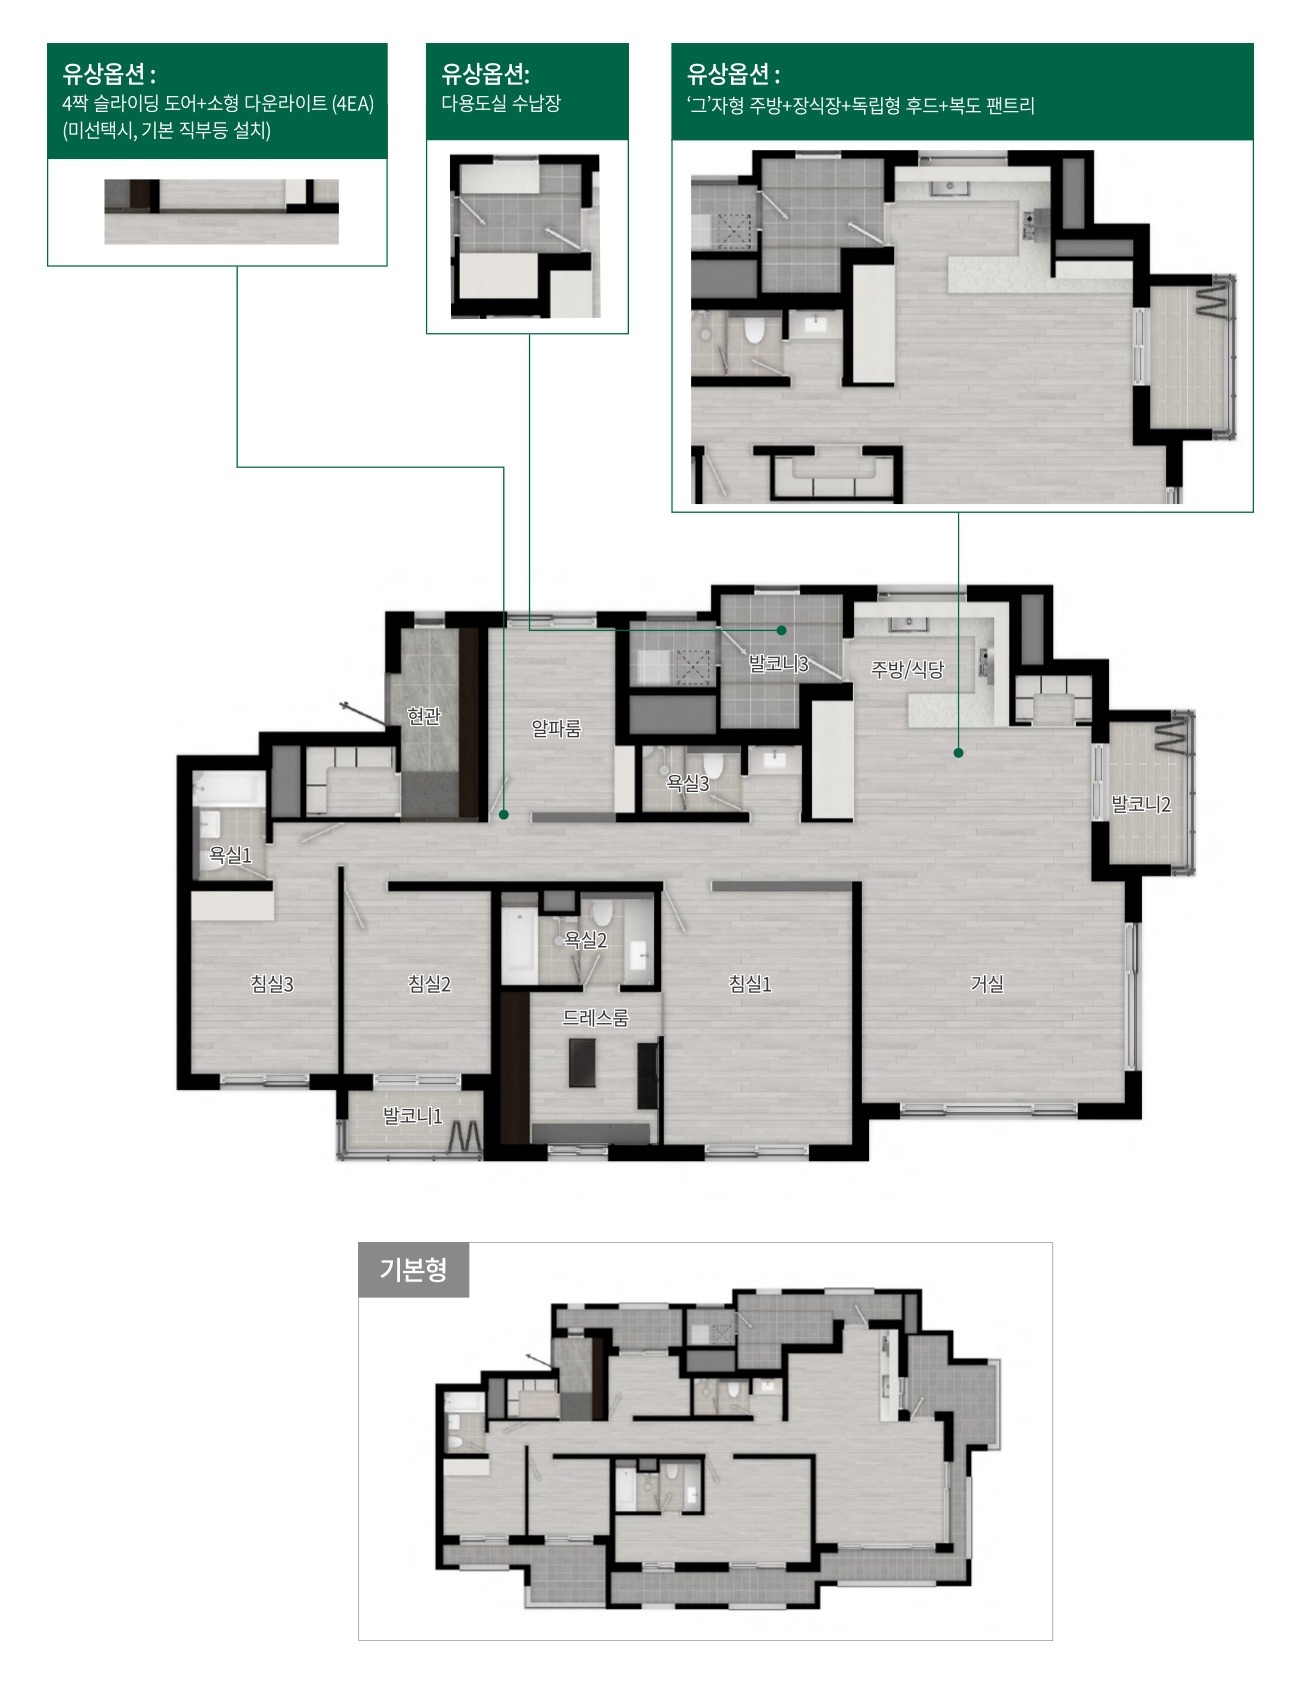 유상옵션 :
4짝 슬라이딩 도어+소형 다운라이트 (4EA)
(미선택시, 기본 직부등 설치)
유상옵션:
다용도실 수납장
유상옵션 :
‘그’자형 주방+장식장+독립형 후드+복도 팬트리
현관
알파룸
발코니3
주방/식당
욕실3
발코니2
욕실1
욕실2
침실3
침실2
침실1
거실
드레스룸
발코니1
기본형